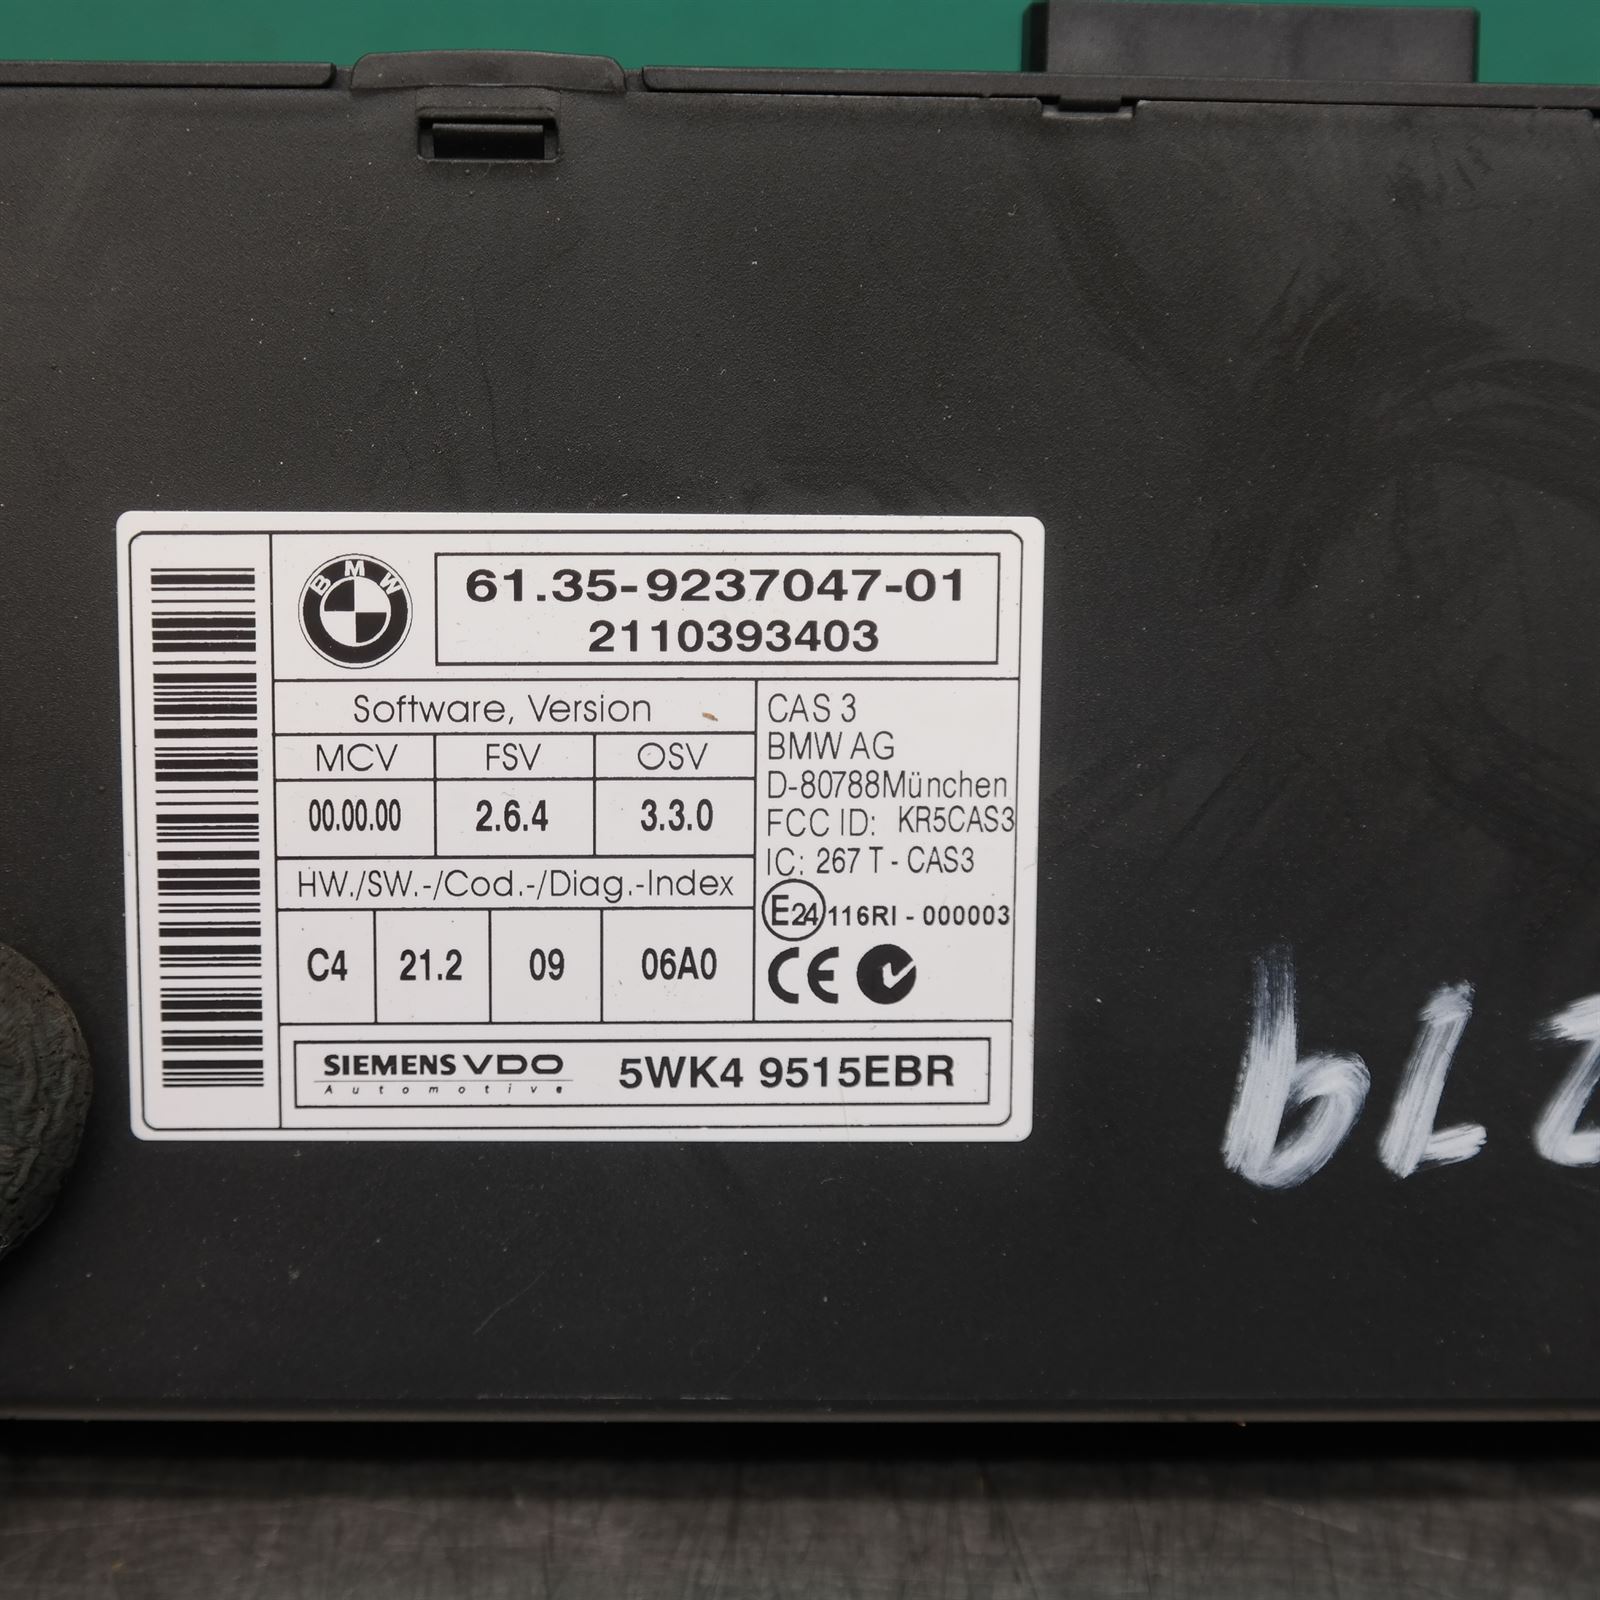 BMW
61.35-9237047-01
2110393403
Software, Version
MCV FSV OSV
00.00.00 2.6.4 3.3.0
HW./SW.-/Cod.-/Diag.-Index
C4 21.2 09 06A0
CAS 3
BMW AG
D-80788München
FCC ID: KR5CAS3
IC: 267 T - CAS3
E24 116RI - 000003
CE
SIEMENS VDO 5WK4 9515EBR
Automotive